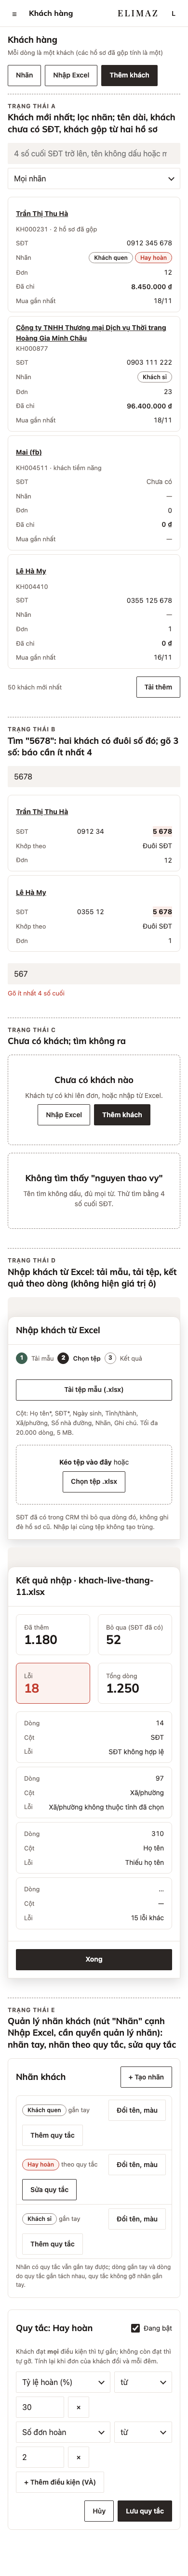 ≡ Khách hàng ELIMAZ L
Khách hàng
Mỗi dòng là một khách (các hồ sơ đã gộp tính là một)
Nhãn Nhập Excel Thêm khách
TRẠNG THÁI A
Khách mới nhất; lọc nhãn; tên dài, khách
chưa có SĐT, khách gộp từ hai hồ sơ
4 số cuối SĐT trở lên, tên không dấu hoặc m
Mọi nhãn
Trần Thị Thu Hà
KH000231 · 2 hồ sơ đã gộp
SĐT 0912 345 678
Nhãn Khách quen Hay hoàn
Đơn 12
Đã chi 8.450.000 ₫
Mua gần nhất 18/11
Công ty TNHH Thương mại Dịch vụ Thời trang
Hoàng Gia Minh Châu
KH000877
SĐT 0903 111 222
Nhãn Khách sỉ
Đơn 23
Đã chi 96.400.000 ₫
Mua gần nhất 18/11
Mai (fb)
KH004511 · khách tiềm năng
SĐT Chưa có
Nhãn —
Đơn 0
Đã chi 0 ₫
Mua gần nhất —
Lê Hà My
KH004410
SĐT 0355 125 678
Nhãn —
Đơn 1
Đã chi 0 ₫
Mua gần nhất 16/11
50 khách mới nhất Tải thêm
TRẠNG THÁI B
Tìm "5678": hai khách có đuôi số đó; gõ 3
số: báo cần ít nhất 4
5678
Trần Thị Thu Hà
SĐT 0912 34 5 678
Khớp theo Đuôi SĐT
Đơn 12
Lê Hà My
SĐT 0355 12 5 678
Khớp theo Đuôi SĐT
Đơn 1
567
Gõ ít nhất 4 số cuối
TRẠNG THÁI C
Chưa có khách; tìm không ra
Chưa có khách nào
Khách tự có khi lên đơn, hoặc nhập từ Excel.
Nhập Excel Thêm khách
Không tìm thấy "nguyen thao vy"
Tên tìm không dấu, đủ mọi từ. Thử tìm bằng 4
số cuối SĐT.
TRẠNG THÁI D
Nhập khách từ Excel: tải mẫu, tải tệp, kết
quả theo dòng (không hiện giá trị ô)
Nhập khách từ Excel
1 Tải mẫu 2 Chọn tệp 3 Kết quả
Tải tệp mẫu (.xlsx)
Cột: Họ tên*, SĐT*, Ngày sinh, Tỉnh/thành,
Xã/phường, Số nhà đường, Nhãn, Ghi chú. Tối đa
20.000 dòng, 5 MB.
Kéo tệp vào đây hoặc
Chọn tệp .xlsx
SĐT đã có trong CRM thì bỏ qua dòng đó, không ghi
đè hồ sơ cũ. Nhập lại cùng tệp không tạo trùng.
Kết quả nhập · khach-live-thang-
11.xlsx
Đã thêm
1.180
Bỏ qua (SĐT đã có)
52
Lỗi
18
Tổng dòng
1.250
Dòng 14
Cột SĐT
Lỗi SĐT không hợp lệ
Dòng 97
Cột Xã/phường
Lỗi Xã/phường không thuộc tỉnh đã chọn
Dòng 310
Cột Họ tên
Lỗi Thiếu họ tên
Dòng ...
Cột —
Lỗi 15 lỗi khác
Xong
TRẠNG THÁI E
Quản lý nhãn khách (nút "Nhãn" cạnh
Nhập Excel, cần quyền quản lý nhãn):
nhãn tay, nhãn theo quy tắc, sửa quy tắc
Nhãn khách + Tạo nhãn
Khách quen gắn tay Đổi tên, màu
Thêm quy tắc
Hay hoàn theo quy tắc Đổi tên, màu
Sửa quy tắc
Khách sỉ gắn tay Đổi tên, màu
Thêm quy tắc
Nhãn có quy tắc vẫn gắn tay được; dòng gắn tay và dòng
do quy tắc gắn tách nhau, quy tắc không gỡ nhãn gắn
tay.
Quy tắc: Hay hoàn Đang bật
Khách đạt mọi điều kiện thì tự gắn; không còn đạt thì
tự gỡ. Tính lại khi đơn của khách đổi và mỗi đêm.
Tỷ lệ hoàn (%) từ
30 ×
Số đơn hoàn từ
2 ×
+ Thêm điều kiện (VÀ)
Hủy Lưu quy tắc